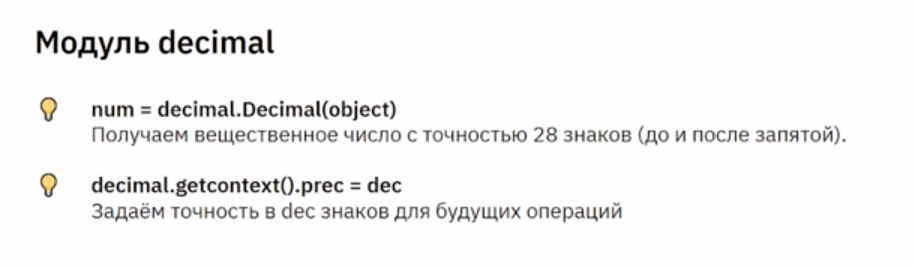 Модуль decimal
num = decimal.Decimal(object)
Получаем вещественное число с точностью 28 знаков (до и после запятой).
decimal.getcontext().prec = dec
Задаём точность в dec знаков для будущих операций